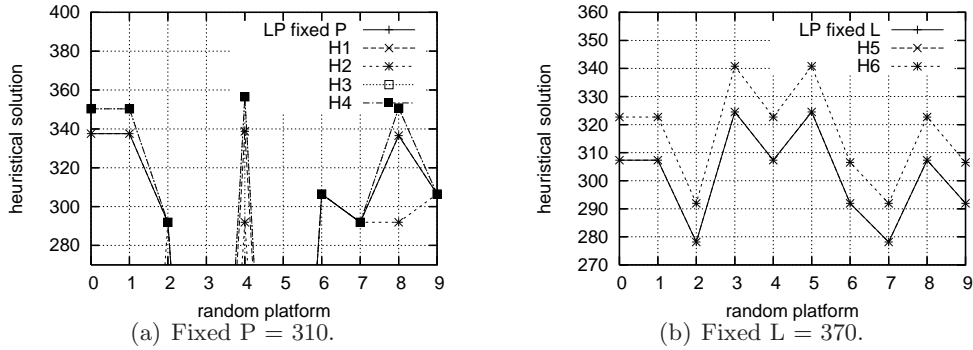 400
380
360
340
320
300
280
heuristical solution
LP fixed P
H1
H2
H3
H4
0 1 2 3 4 5 6 7 8 9
random platform
(a) Fixed P = 310.
360
350
340
330
320
310
300
290
280
270
heuristical solution
LP fixed L
H5
H6
0 1 2 3 4 5 6 7 8 9
random platform
(b) Fixed L = 370.